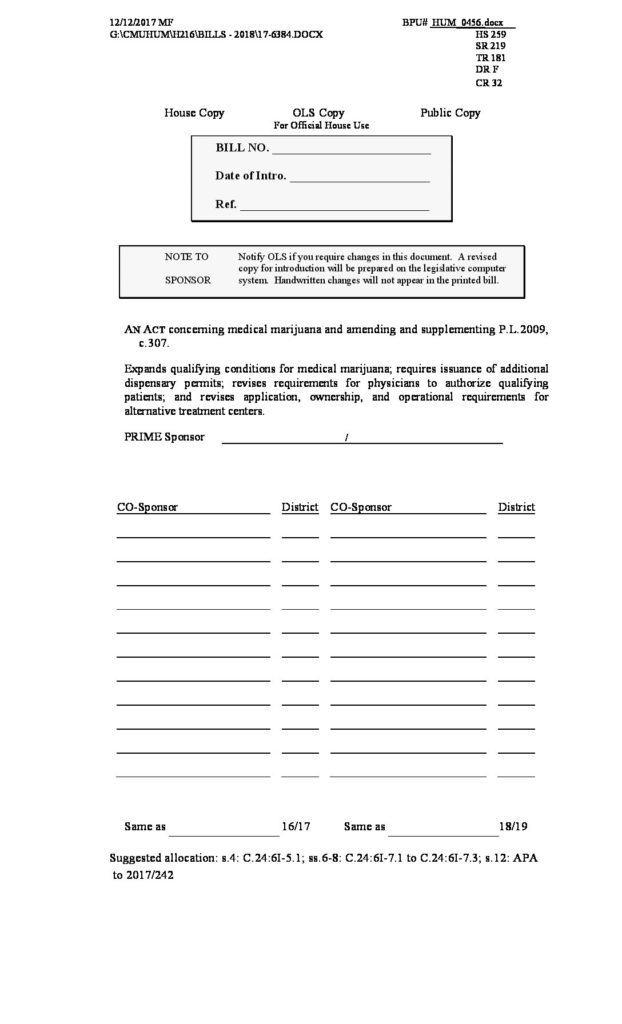 12/12/2017 MF BPU# HUM_0456.docx
G:\CMUHUM\H216\BILLS - 2018\17-6384.DOCX HS 259
SR 219
TR 181
DR F
CR 32
House Copy OLS Copy Public Copy
For Official House Use
BILL NO.
Date of Intro.
Ref.
NOTE TO Notify OLS if you require changes in this document. A revised
copy for introduction will be prepared on the legislative computer
SPONSOR system. Handwritten changes will not appear in the printed bill.
AN ACT concerning medical marijuana and amending and supplementing P.L.2009,
c.307.
Expands qualifying conditions for medical marijuana; requires issuance of additional
dispensary permits; revises requirements for physicians to authorize qualifying
patients; and revises application, ownership, and operational requirements for
alternative treatment centers.
PRIME Sponsor /
CO-Sponsor District CO-Sponsor District
Same as 16/17 Same as 18/19
Suggested allocation: s.4: C.24:6I-5.1; ss.6-8: C.24:6I-7.1 to C.24:6I-7.3; s.12: APA
to 2017/242